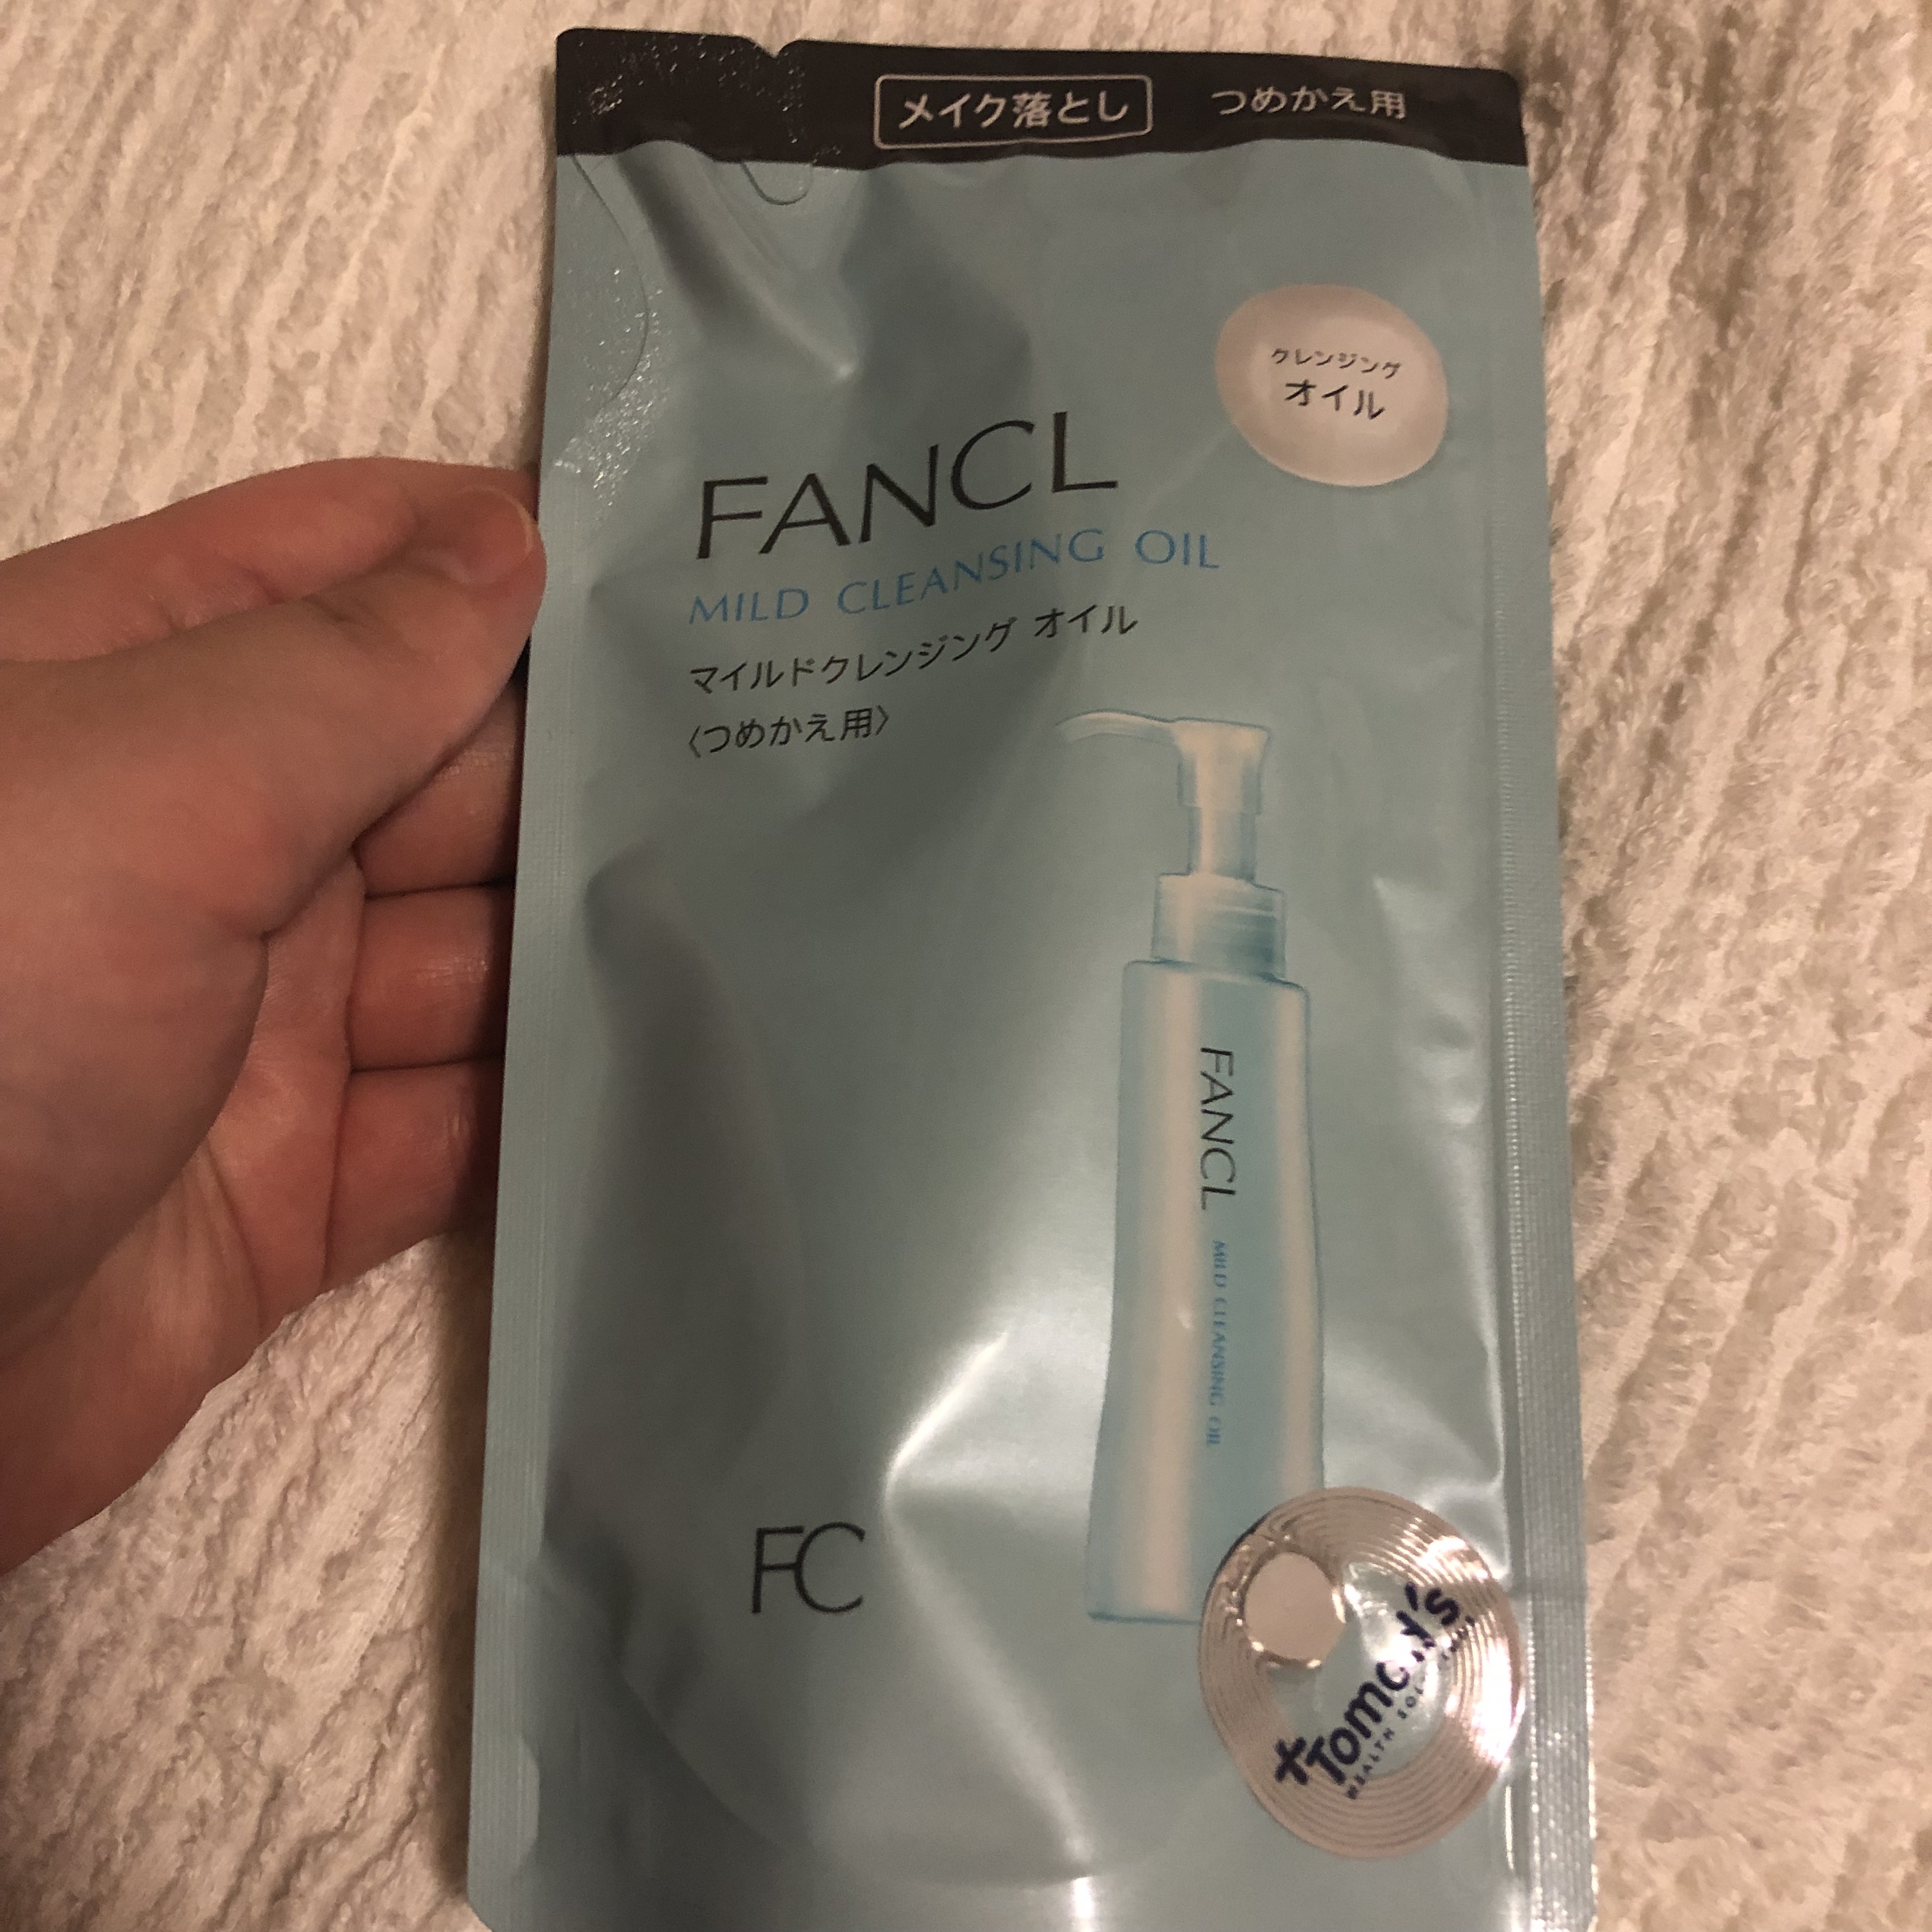 メイク落とし つめかえ用
クレンジング
オイル
FANCL
MILD CLEANSING OIL
マイルドクレンジング オイル
〈つめかえ用〉
FANCL MILD CLEANSING OIL
FC
Tomod's
HEALTH